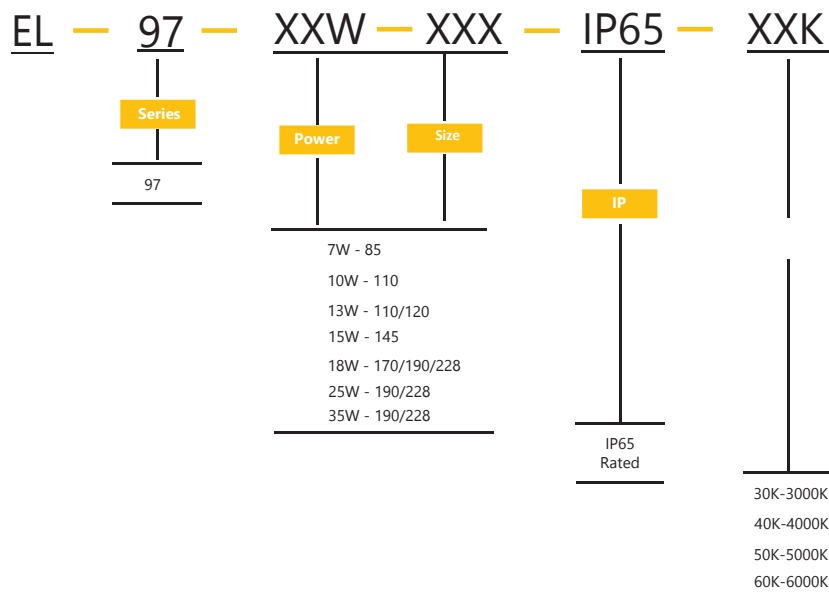 EL — 97 — XXW — XXX — IP65 — XXK
Series
Power
Size
97
IP
7W - 85
10W - 110
13W - 110/120
15W - 145
18W - 170/190/228
25W - 190/228
35W - 190/228
IP65
Rated
30K-3000K
40K-4000K
50K-5000K
60K-6000K